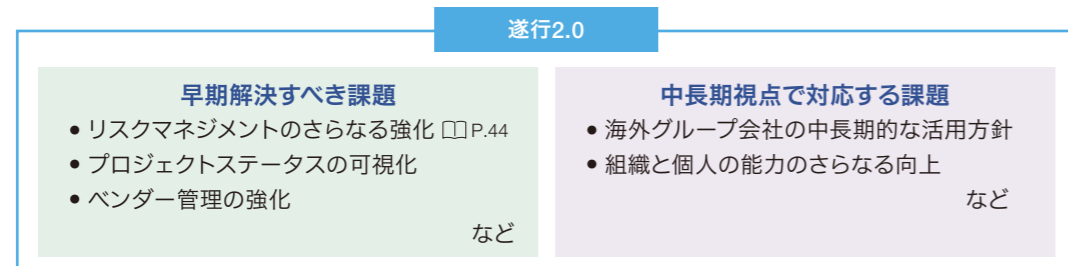 遂行2.0
早期解決すべき課題
• リスクマネジメントのさらなる強化 P.44
• プロジェクトステータスの可視化
• ベンダー管理の強化
など
中長期視点で対応する課題
• 海外グループ会社の中長期的な活用方針
• 組織と個人の能力のさらなる向上
など